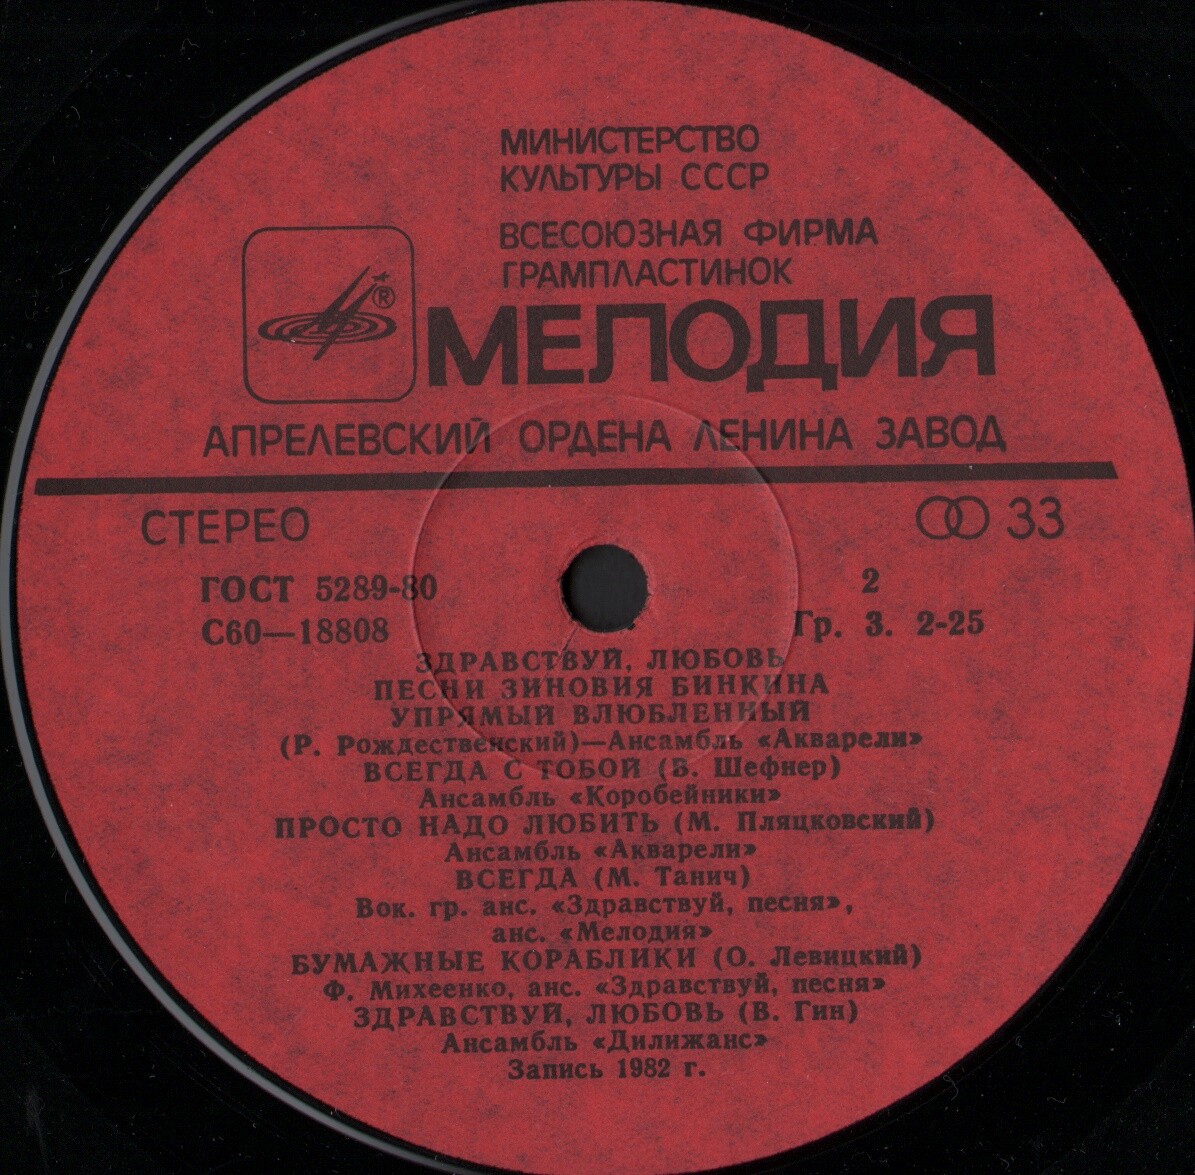 МИНИСТЕРСТВО
КУЛЬТУРЫ СССР
ВСЕСОЮЗНАЯ ФИРМА
ГРАМПЛАСТИНОК
®
МЕЛОДИЯ
АПРЕЛЕВСКИЙ ОРДЕНА ЛЕНИНА ЗАВОД
СТЕРЕО 33
ГОСТ 5289-80 2
С60—18808 Гр. 3. 2-25
ЗДРАВСТВУЙ, ЛЮБОВЬ
ПЕСНИ ЗИНОВИЯ БИНКИНА
УПРЯМЫЙ ВЛЮБЛЕННЫЙ
(Р. Рождественский)—Ансамбль «Акварели»
ВСЕГДА С ТОБОЙ (В. Шефнер)
Ансамбль «Коробейники»
ПРОСТО НАДО ЛЮБИТЬ (М. Пляцковский)
Ансамбль «Акварели»
ВСЕГДА (М. Танич)
Вок. гр. анс. «Здравствуй, песня»,
анс. «Мелодия»
БУМАЖНЫЕ КОРАБЛИКИ (О. Левицкий)
Ф. Михеенко, анс. «Здравствуй, песня»
ЗДРАВСТВУЙ, ЛЮБОВЬ (В. Гин)
Ансамбль «Дилижанс»
Запись 1982 г.